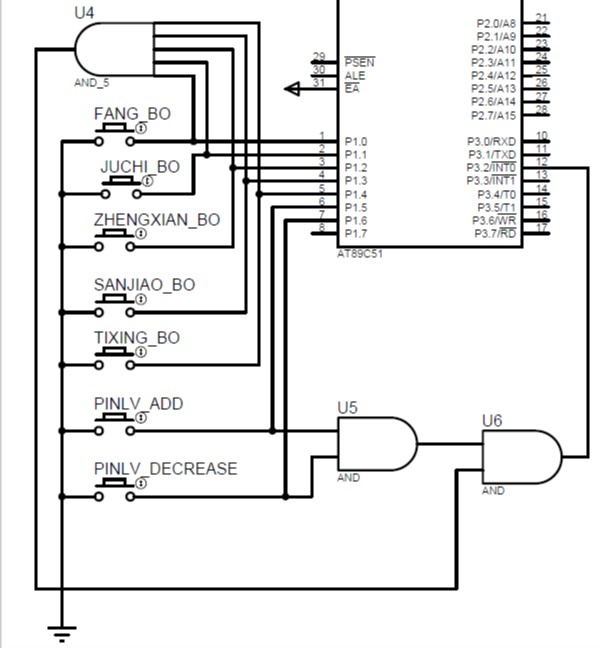 U4
AND_5
FANG_BO
JUCHI_BO
ZHENGXIAN_BO
SANJIAO_BO
TIXING_BO
PINLV_ADD
PINLV_DECREASE
29 PSEN
30 ALE
31 EA
1 P1.0
2 P1.1
3 P1.2
4 P1.3
5 P1.4
6 P1.5
7 P1.6
8 P1.7
P2.0/A8 21
P2.1/A9 22
P2.2/A10 23
P2.3/A11 24
P2.4/A12 25
P2.5/A13 26
P2.6/A14 27
P2.7/A15 28
P3.0/RXD 10
P3.1/TXD 11
P3.2/INT0 12
P3.3/INT1 13
P3.4/T0 14
P3.5/T1 15
P3.6/WR 16
P3.7/RD 17
AT89C51
U5
AND
U6
AND